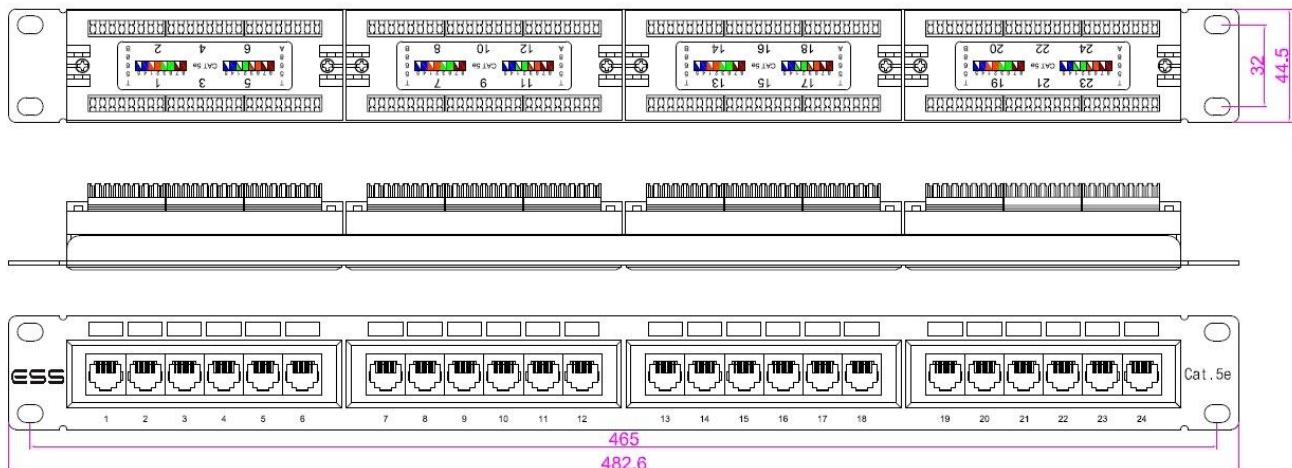 2 4 6 8 10 12 14 16 18 20 22 24
CAT 5e CAT 5e CAT 5e CAT 5e
1 3 5 7 9 11 13 15 17 19 21 23
32
44.5
ESS
Cat.5e
1 2 3 4 5 6 7 8 9 10 11 12 13 14 15 16 17 18 19 20 21 22 23 24
465
482.6